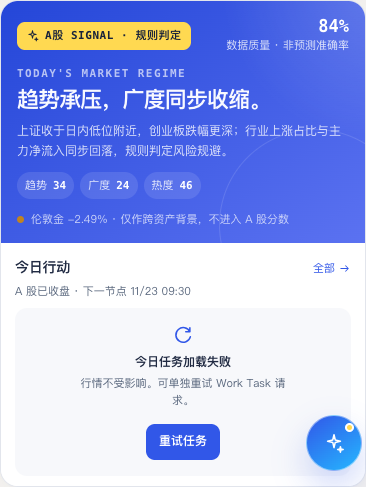 A股 SIGNAL · 规则判定
84%
数据质量 · 非预测准确率
TODAY'S MARKET REGIME
趋势承压，广度同步收缩。
上证收于日内低位附近，创业板跌幅更深；行业上涨占比与主
力净流入同步回落，规则判定风险规避。
趋势 34 广度 24 热度 46
伦敦金 −2.49% · 仅作跨资产背景，不进入 A 股分数
今日行动
全部 →
A 股已收盘 · 下一节点 11/23 09:30
今日任务加载失败
行情不受影响。可单独重试 Work Task 请
求。
重试任务